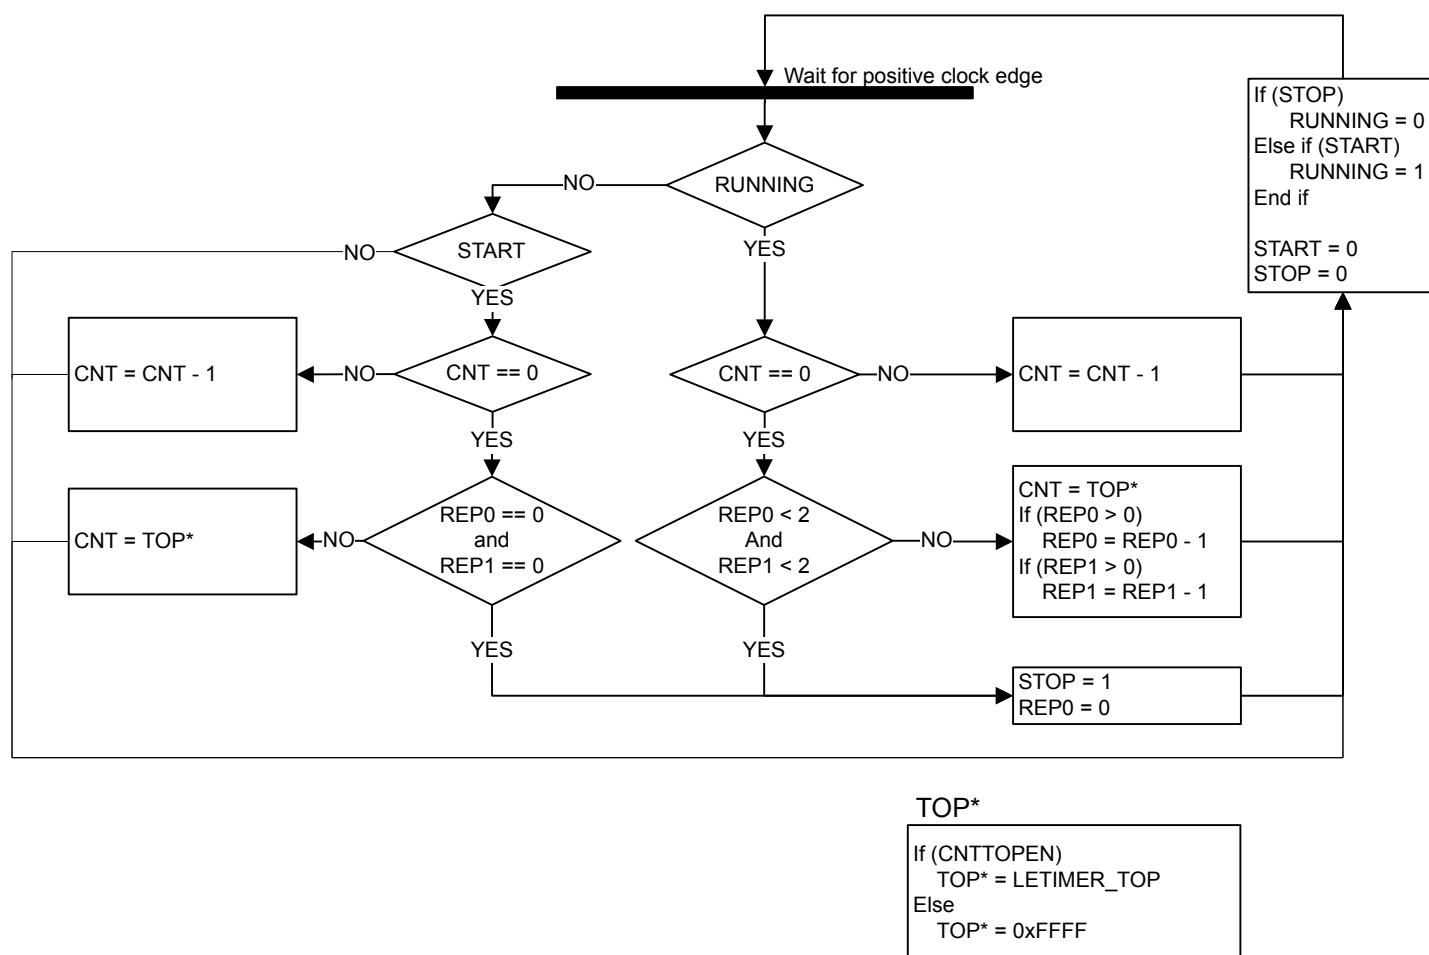 Wait for positive clock edge
If (STOP)
RUNNING = 0
Else if (START)
RUNNING = 1
End if
START = 0
STOP = 0
RUNNING
NO
YES
START
NO
YES
CNT = CNT - 1
NO
CNT == 0
YES
CNT == 0
NO
YES
CNT = CNT - 1
CNT = TOP*
NO
REP0 == 0
and
REP1 == 0
YES
REP0 < 2
And
REP1 < 2
NO
YES
CNT = TOP*
If (REP0 > 0)
REP0 = REP0 - 1
If (REP1 > 0)
REP1 = REP1 - 1
STOP = 1
REP0 = 0
TOP*
If (CNTTOPEN)
TOP* = LETIMER_TOP
Else
TOP* = 0xFFFF